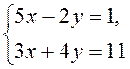 5x − 2y = 1,
3x + 4y = 11